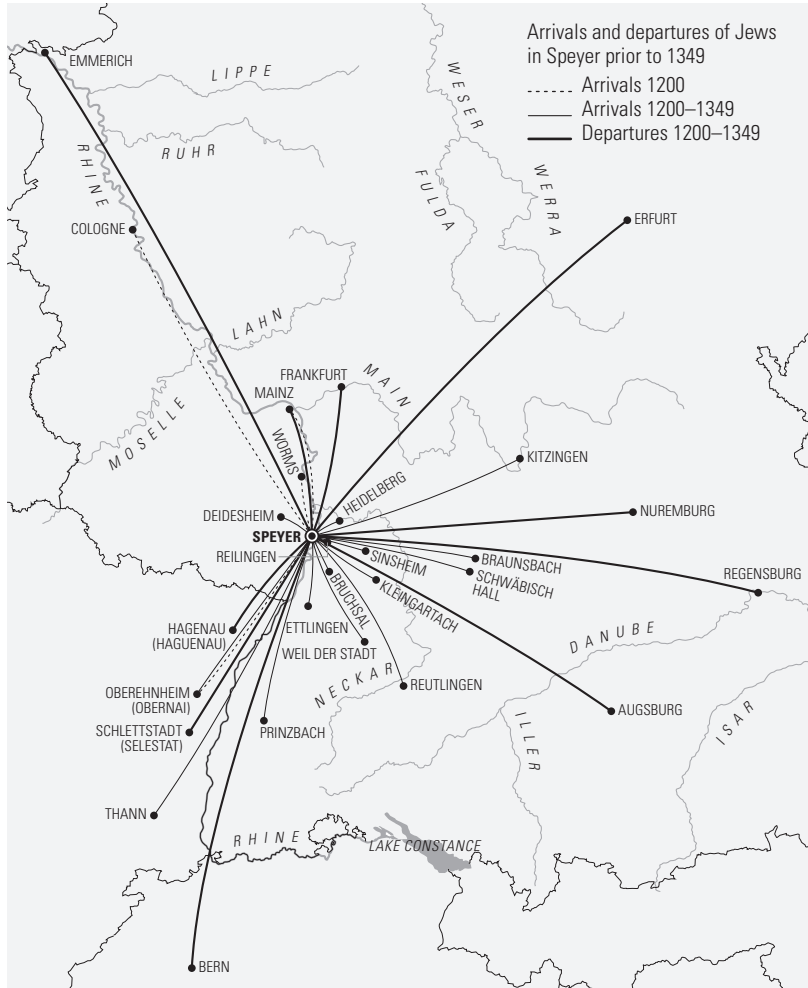 Arrivals and departures of Jews
in Speyer prior to 1349
Arrivals 1200
Arrivals 1200–1349
Departures 1200–1349
EMMERICH
LIPPE
WESER
RUHR
RHINE
FULDA
WERRA
ERFURT
COLOGNE
LAHN
FRANKFURT
MAIN
MAINZ
MOSELLE
WORMS
KITZINGEN
HEIDELBERG
DEIDESHEIM
NUREMBURG
SPEYER
REILINGEN
SINSHEIM
BRAUNSBACH
SCHWÄBISCH
HALL
REGENSBURG
KLEINGARTACH
BRUCHSAL
ETTLINGEN
HAGENAU
(HAGUENAU)
WEIL DER STADT
DANUBE
NECKAR
REUTLINGEN
OBEREHNHEIM
(OBERNAI)
SCHLETTSTADT
(SELESTAT)
PRINZBACH
AUGSBURG
ILLER
ISAR
THANN
RHINE
LAKE CONSTANCE
BERN